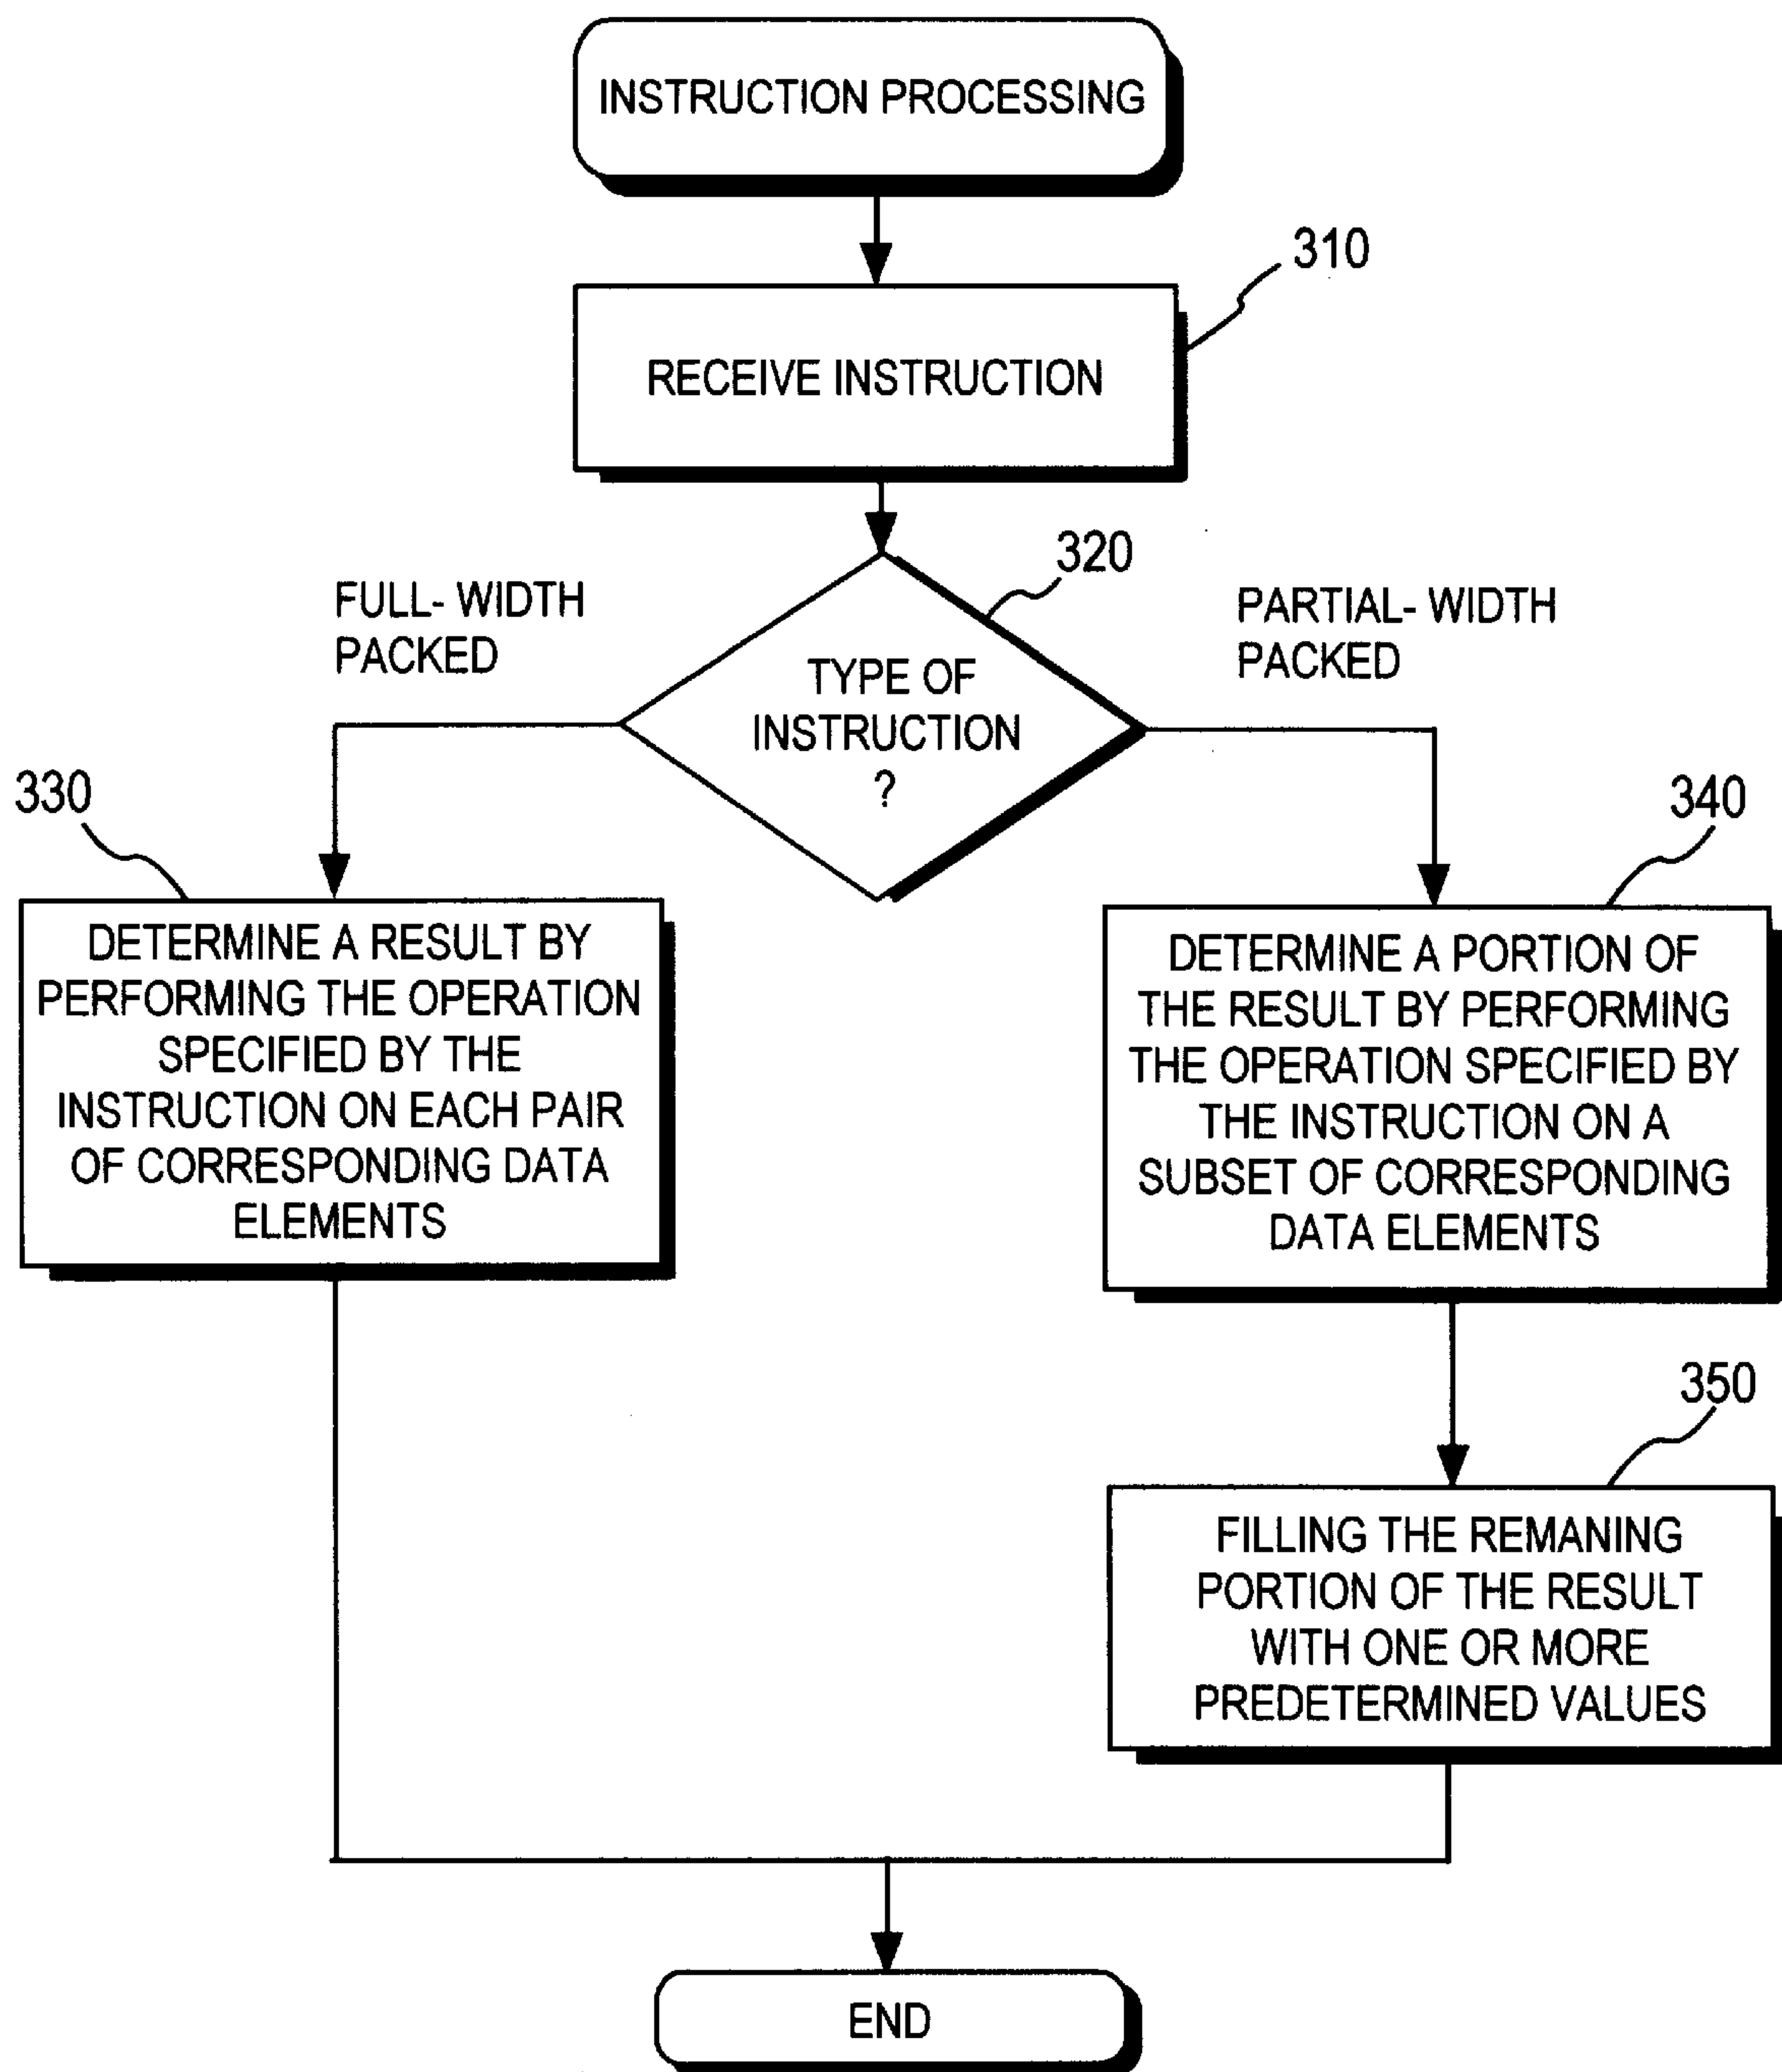 INSTRUCTION PROCESSING
310
RECEIVE INSTRUCTION
320
FULL- WIDTH
PACKED
PARTIAL- WIDTH
PACKED
TYPE OF
INSTRUCTION
?
330
340
DETERMINE A RESULT BY
PERFORMING THE OPERATION
SPECIFIED BY THE
INSTRUCTION ON EACH PAIR
OF CORRESPONDING DATA
ELEMENTS
DETERMINE A PORTION OF
THE RESULT BY PERFORMING
THE OPERATION SPECIFIED BY
THE INSTRUCTION ON A
SUBSET OF CORRESPONDING
DATA ELEMENTS
350
FILLING THE REMANING
PORTION OF THE RESULT
WITH ONE OR MORE
PREDETERMINED VALUES
END